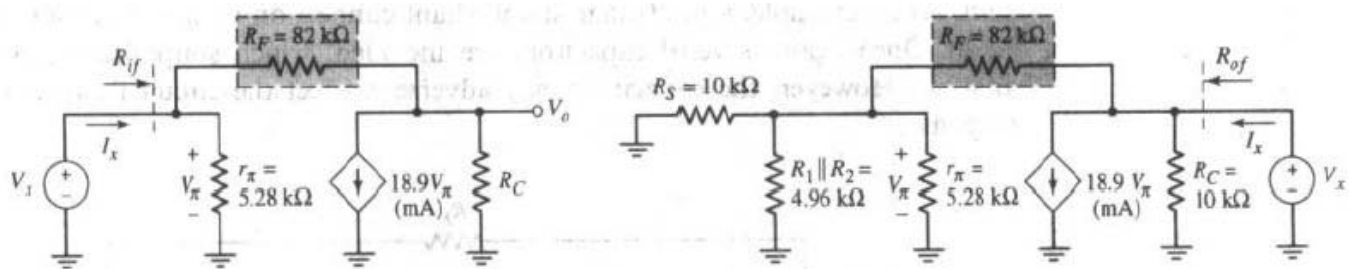 R_F = 82 kΩ
R_if
I_x
V_x
+
−
+
V_π
−
r_π =
5.28 kΩ
18.9V_π
(mA)
R_C
V_o
R_F = 82 kΩ
R_S = 10 kΩ
R_1 || R_2 =
4.96 kΩ
+
V_π
−
r_π =
5.28 kΩ
18.9 V_π
(mA)
R_C =
10 kΩ
R_of
I_x
+
−
V_x